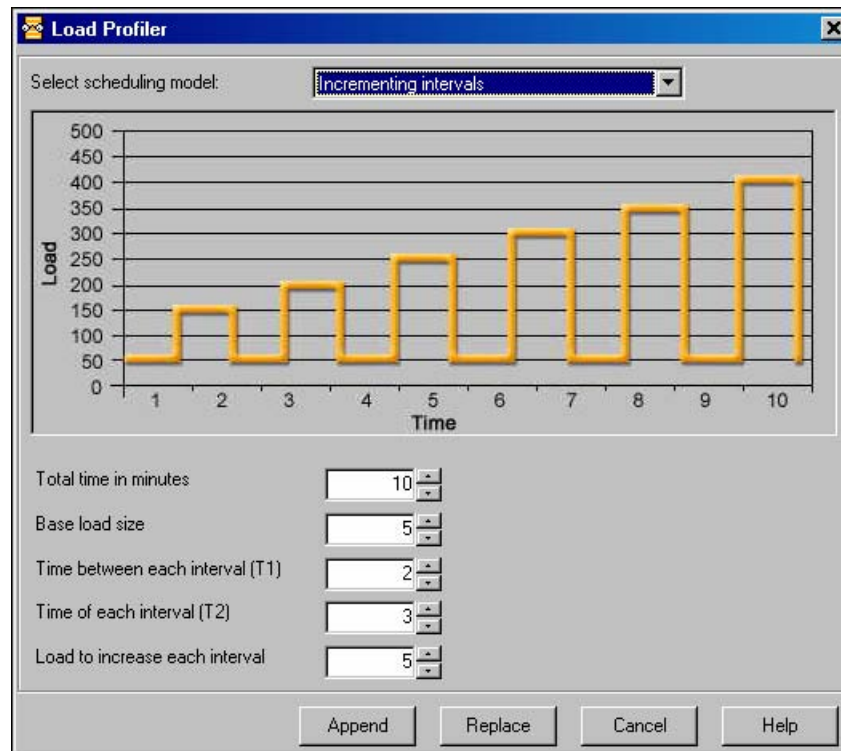 Load Profiler
Select scheduling model: Incrementing intervals
500
450
400
350
300
250
200
150
100
50
0
Load
1 2 3 4 5 6 7 8 9 10
Time
Total time in minutes 10
Base load size 5
Time between each interval (T1) 2
Time of each interval (T2) 3
Load to increase each interval 5
Append Replace Cancel Help